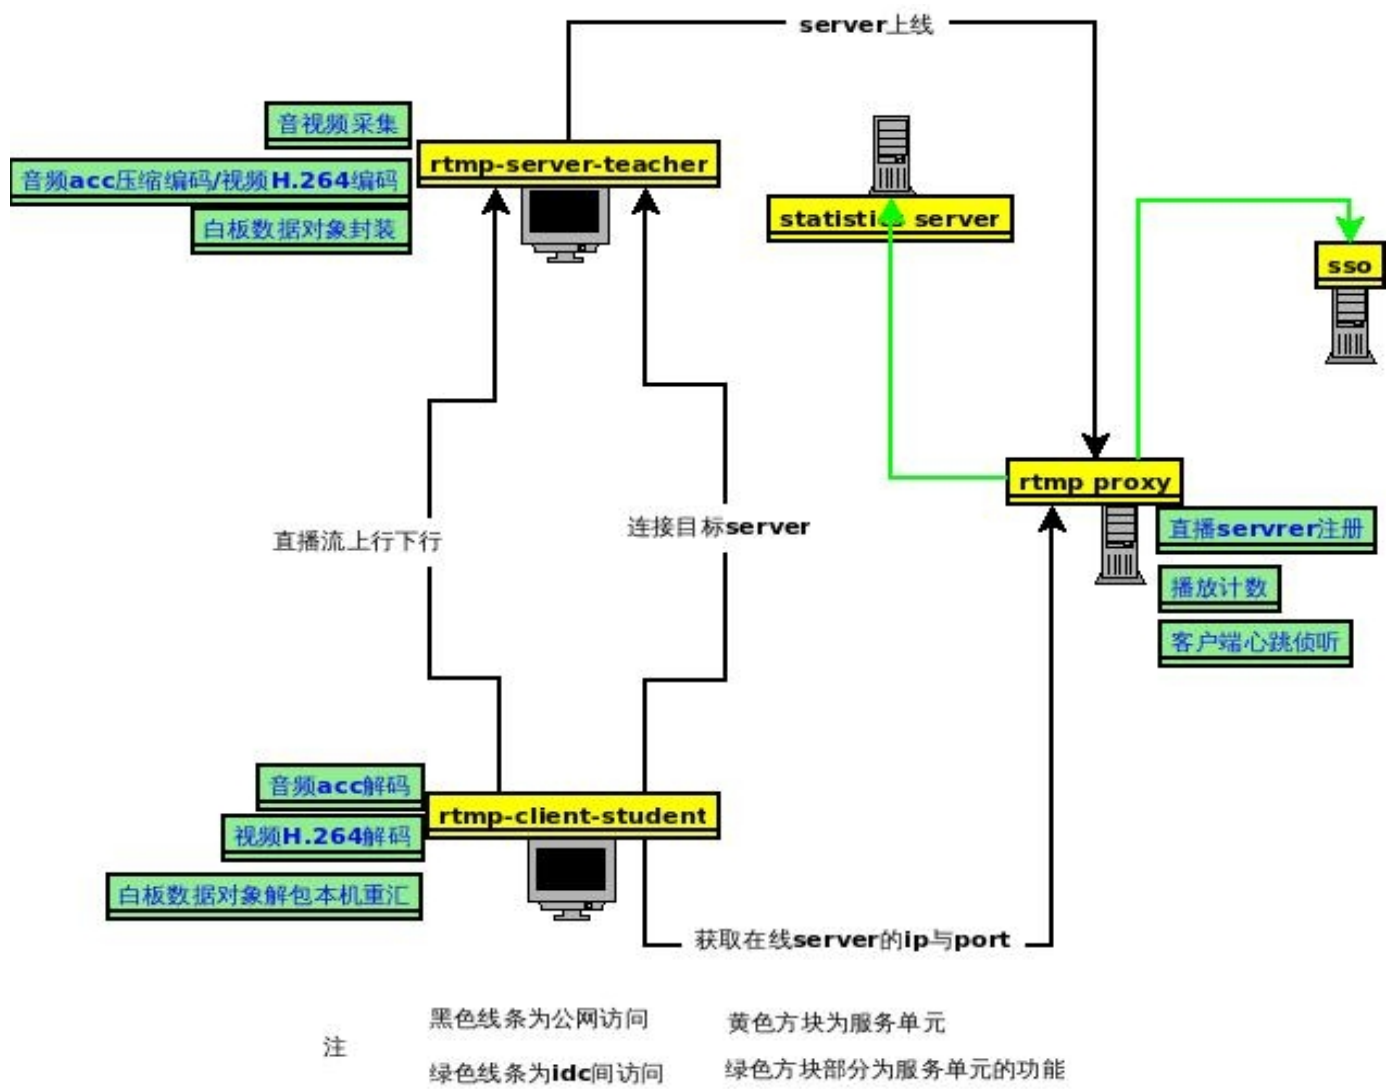 server上线
音视频采集
rtmp-server-teacher
音频acc压缩编码/视频H.264编码
白板数据对象封装
statistics server
sso
rtmp proxy
直播servrer注册
播放计数
客户端心跳侦听
直播流上行下行
连接目标server
音频acc解码
rtmp-client-student
视频H.264解码
白板数据对象解包本机重汇
获取在线server的ip与port
注
黑色线条为公网访问
黄色方块为服务单元
绿色线条为idc间访问
绿色方块部分为服务单元的功能